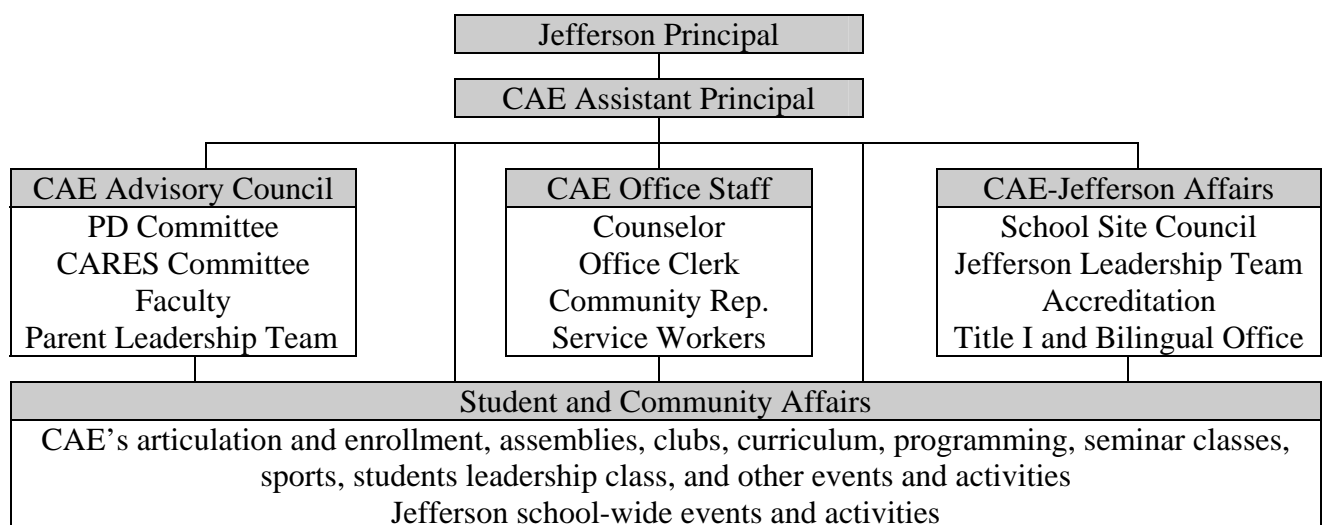 Jefferson Principal
CAE Assistant Principal
CAE Advisory Council
PD Committee
CARES Committee
Faculty
Parent Leadership Team
CAE Office Staff
Counselor
Office Clerk
Community Rep.
Service Workers
CAE-Jefferson Affairs
School Site Council
Jefferson Leadership Team
Accreditation
Title I and Bilingual Office
Student and Community Affairs
CAE's articulation and enrollment, assemblies, clubs, curriculum, programming, seminar classes,
sports, students leadership class, and other events and activities
Jefferson school-wide events and activities